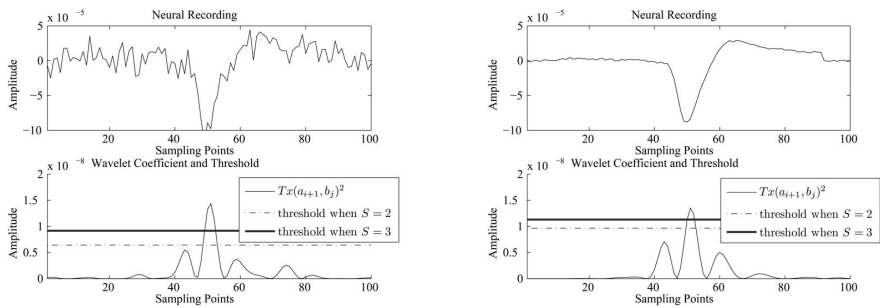 x 10 -5
Neural Recording
5
0
−5
−10
0
20
40
60
80
100
Amplitude
Sampling Points
x 10 -8
Wavelet Coefficient and Threshold
2
1.5
1
0.5
0
0
20
40
60
80
100
Amplitude
Sampling Points
Tx(a_{i+1}, b_j)^2
threshold when S = 2
threshold when S = 3
x 10 -5
Neural Recording
5
0
−5
−10
0
20
40
60
80
100
Amplitude
Sampling Points
x 10 -8
Wavelet Coefficient and Threshold
2
1.5
1
0.5
0
0
20
40
60
80
100
Amplitude
Sampling Points
Tx(a_{i+1}, b_j)^2
threshold when S = 2
threshold when S = 3